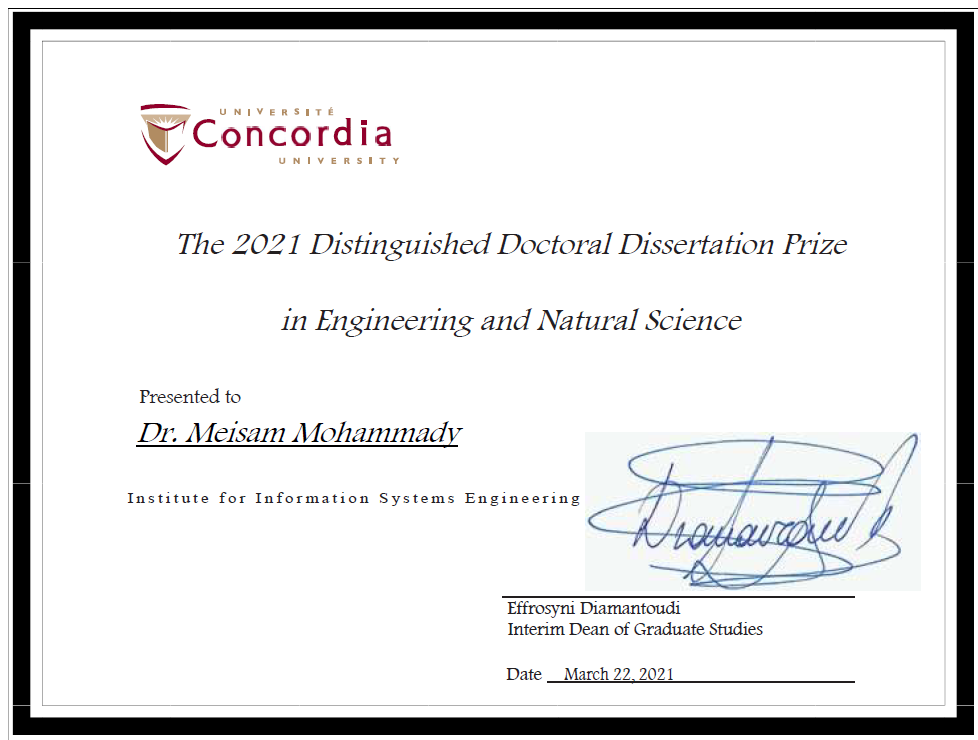 UNIVERSITÉ
Concordia
UNIVERSITY
The 2021 Distinguished Doctoral Dissertation Prize
in Engineering and Natural Science
Presented to
Dr. Meisam Mohammady
Institute for Information Systems Engineering
Effrosyni Diamantoudi
Interim Dean of Graduate Studies
Date March 22, 2021